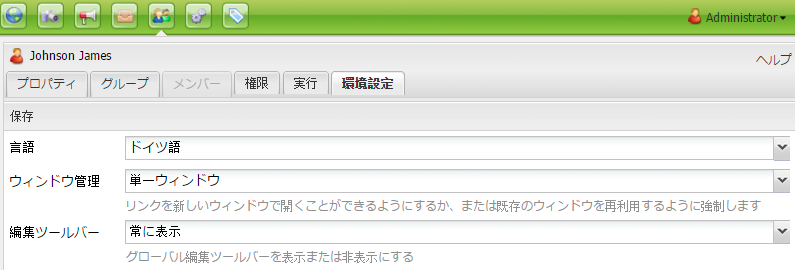 Administrator
Johnson James
ヘルプ
プロパティ グループ メンバー 権限 実行 環境設定
保存
言語 ドイツ語
ウィンドウ管理 単一ウィンドウ
リンクを新しいウィンドウで開くことができるようにするか、または既存のウィンドウを再利用するように強制します
編集ツールバー 常に表示
グローバル編集ツールバーを表示または非表示にする